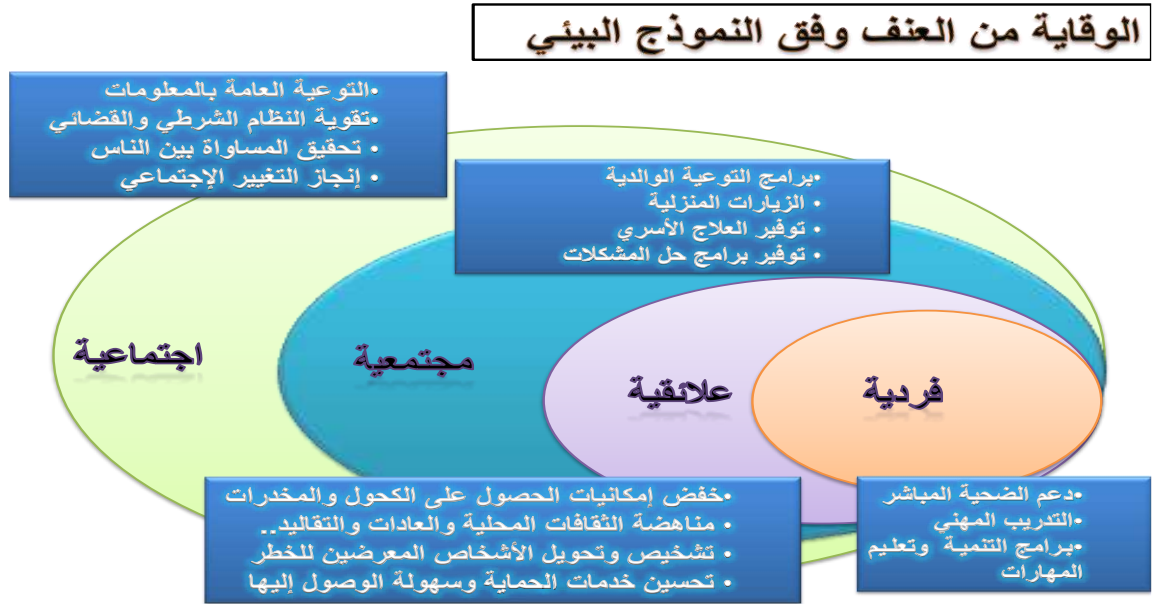 الوقاية من العنف وفق النموذج البيئي
•التوعية العامة بالمعلومات
•تقوية النظام الشرطي والقضائي
• تحقيق المساواة بين الناس
• إنجاز التغيير الإجتماعي
•برامج التوعية الوالدية
• الزيارات المنزلية
• توفير العلاج الأسري
• توفير برامج حل المشكلات
فردية
علائقية
مجتمعية
اجتماعية
•دعم الضحية المباشر
•التدريب المهني
•برامج التنمية وتعليم
المهارات
•خفض إمكانيات الحصول على الكحول والمخدرات
• مناهضة الثقافات المحلية والعادات والتقاليد..
• تشخيص وتحويل الأشخاص المعرضين للخطر
• تحسين خدمات الحماية وسهولة الوصول إليها